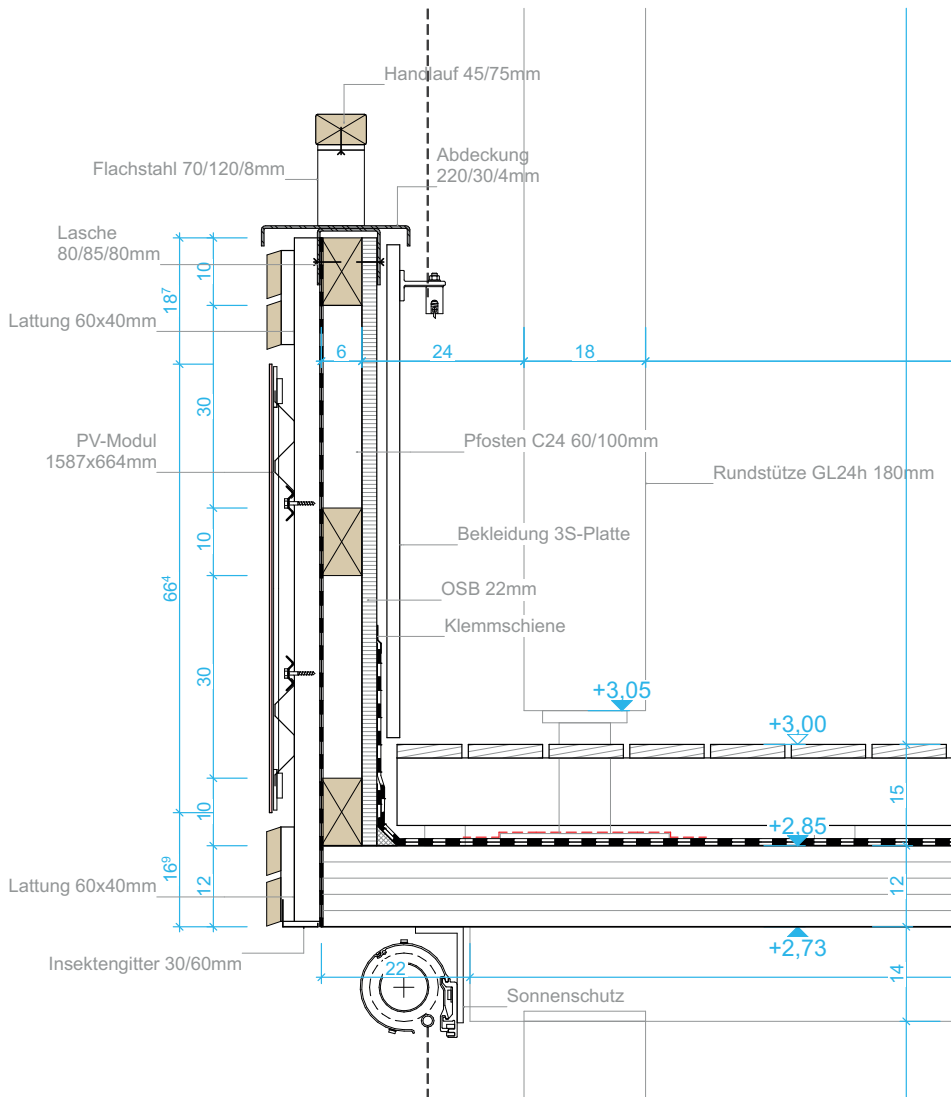 Handlauf 45/75mm
Flachstahl 70/120/8mm
Abdeckung
220/30/4mm
Lasche
80/85/80mm
10
18⁷
Lattung 60x40mm
6
24
18
30
PV-Modul
1587x664mm
Pfosten C24 60/100mm
Rundstütze GL24h 180mm
10
Bekleidung 3S-Platte
66⁴
OSB 22mm
Klemmschiene
30
+3,05
+3,00
10
15
+2,85
16⁹
12
Lattung 60x40mm
12
+2,73
Insektengitter 30/60mm
22
14
Sonnenschutz